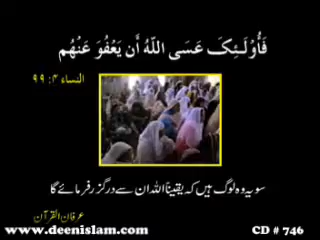 فَأُوْلَـئِكَ عَسَى اللّهُ أَن يَعْفُوَ عَنْهُم
النساء ۴: ۹۹
سو یہ وہ لوگ ہیں کہ یقیناً اللہ ان سے درگزر فرمائے گا
عرفان القرآن
www.deenislam.com
CD # 746